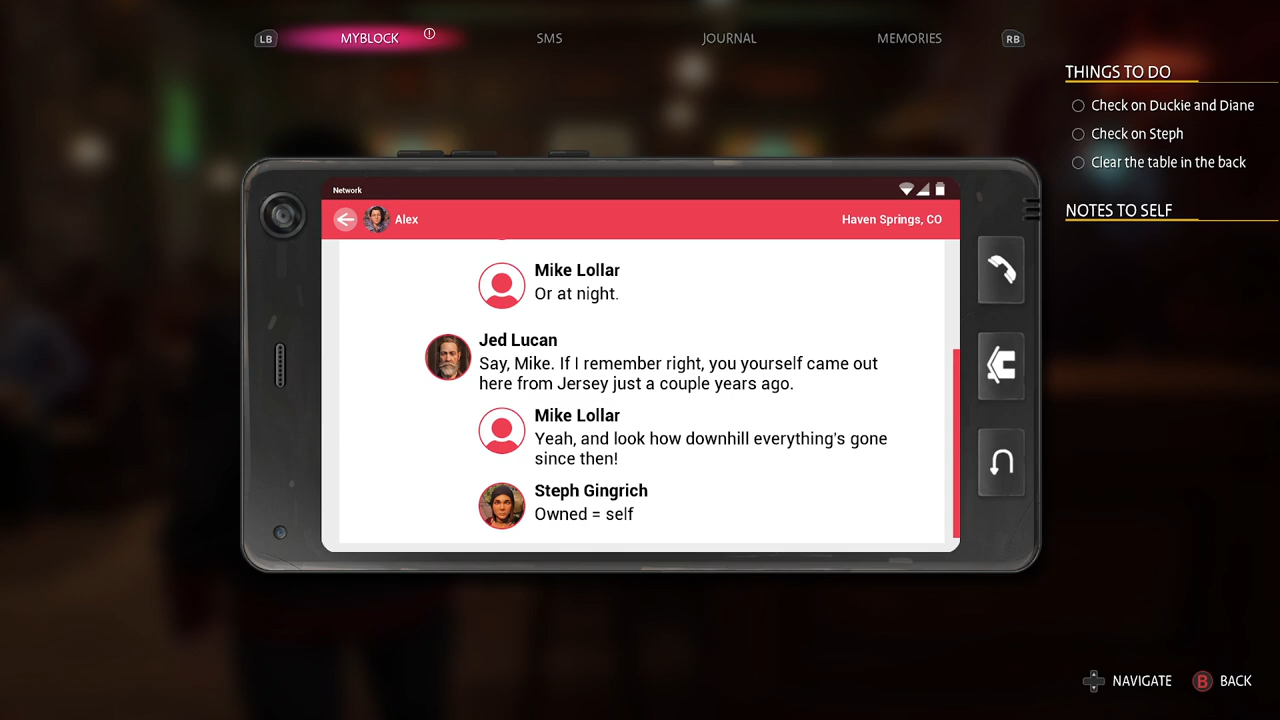 LB
MYBLOCK
SMS
JOURNAL
MEMORIES
RB
THINGS TO DO
Check on Duckie and Diane
Check on Steph
Clear the table in the back
NOTES TO SELF
Network
Alex
Haven Springs, CO
Mike Lollar
Or at night.
Jed Lucan
Say, Mike. If I remember right, you yourself came out
here from Jersey just a couple years ago.
Mike Lollar
Yeah, and look how downhill everything's gone
since then!
Steph Gingrich
Owned = self
NAVIGATE
B BACK